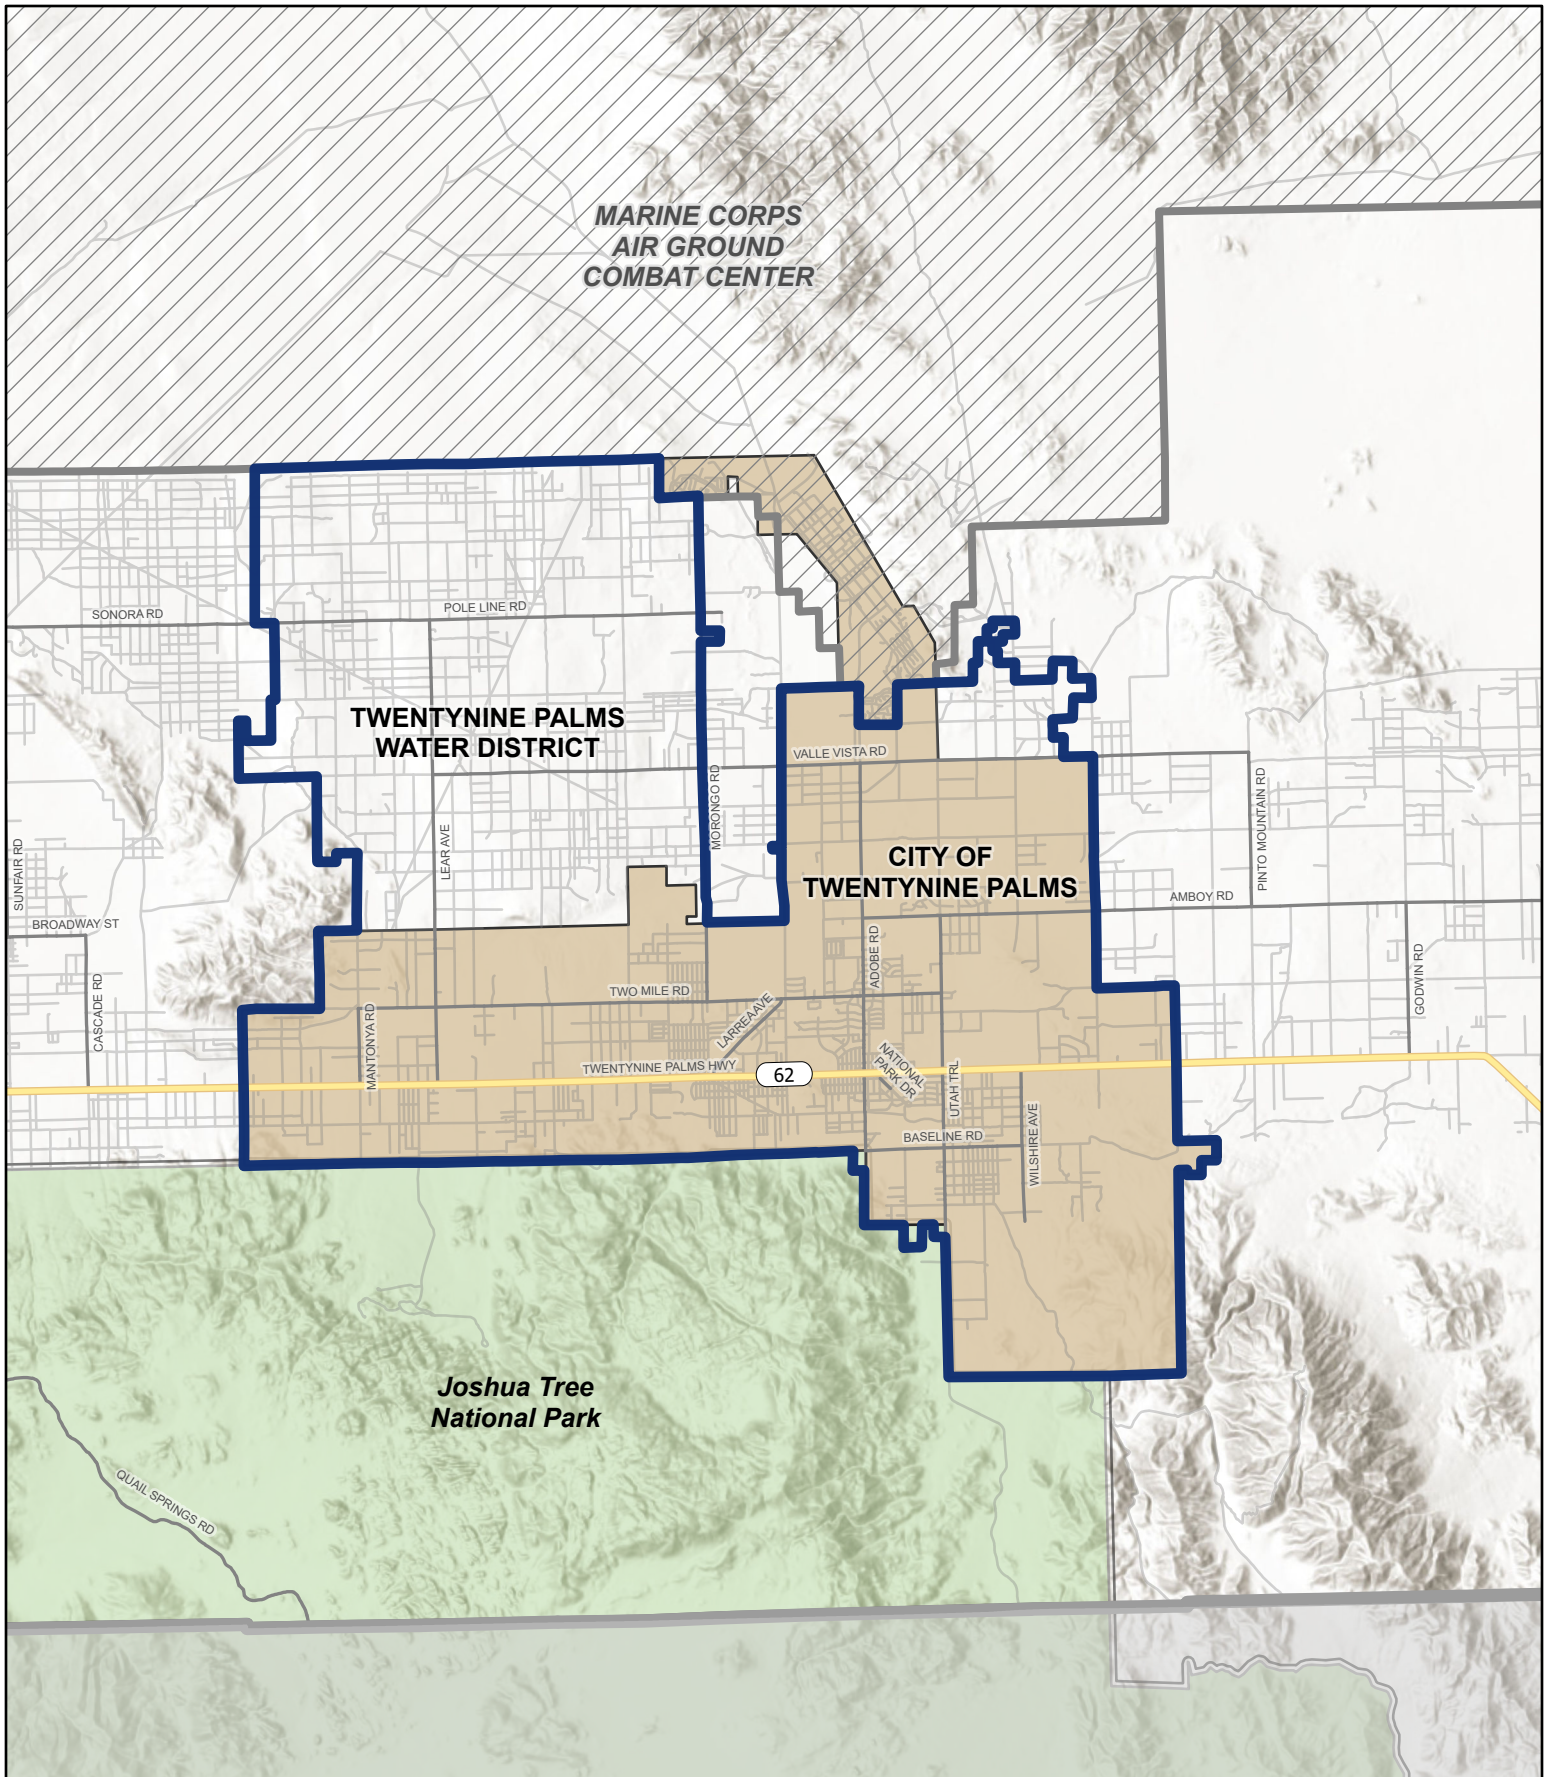 MARINE CORPS
AIR GROUND
COMBAT CENTER
SONORA RD
POLE LINE RD
TWENTYNINE PALMS
WATER DISTRICT
VALLE VISTA RD
MORONGO RD
PINTO MOUNTAIN RD
LEAR AVE
SUNFAIR RD
CITY OF
TWENTYNINE PALMS
AMBOY RD
BROADWAY ST
ADOBE RD
GODWIN RD
CASCADE RD
TWO MILE RD
LARREA AVE
MANTONYA RD
TWENTYNINE PALMS HWY
62
NATIONAL
PARK DR
UTAH TRL
BASELINE RD
WILSHIRE AVE
Joshua Tree
National Park
QUAIL SPRINGS RD